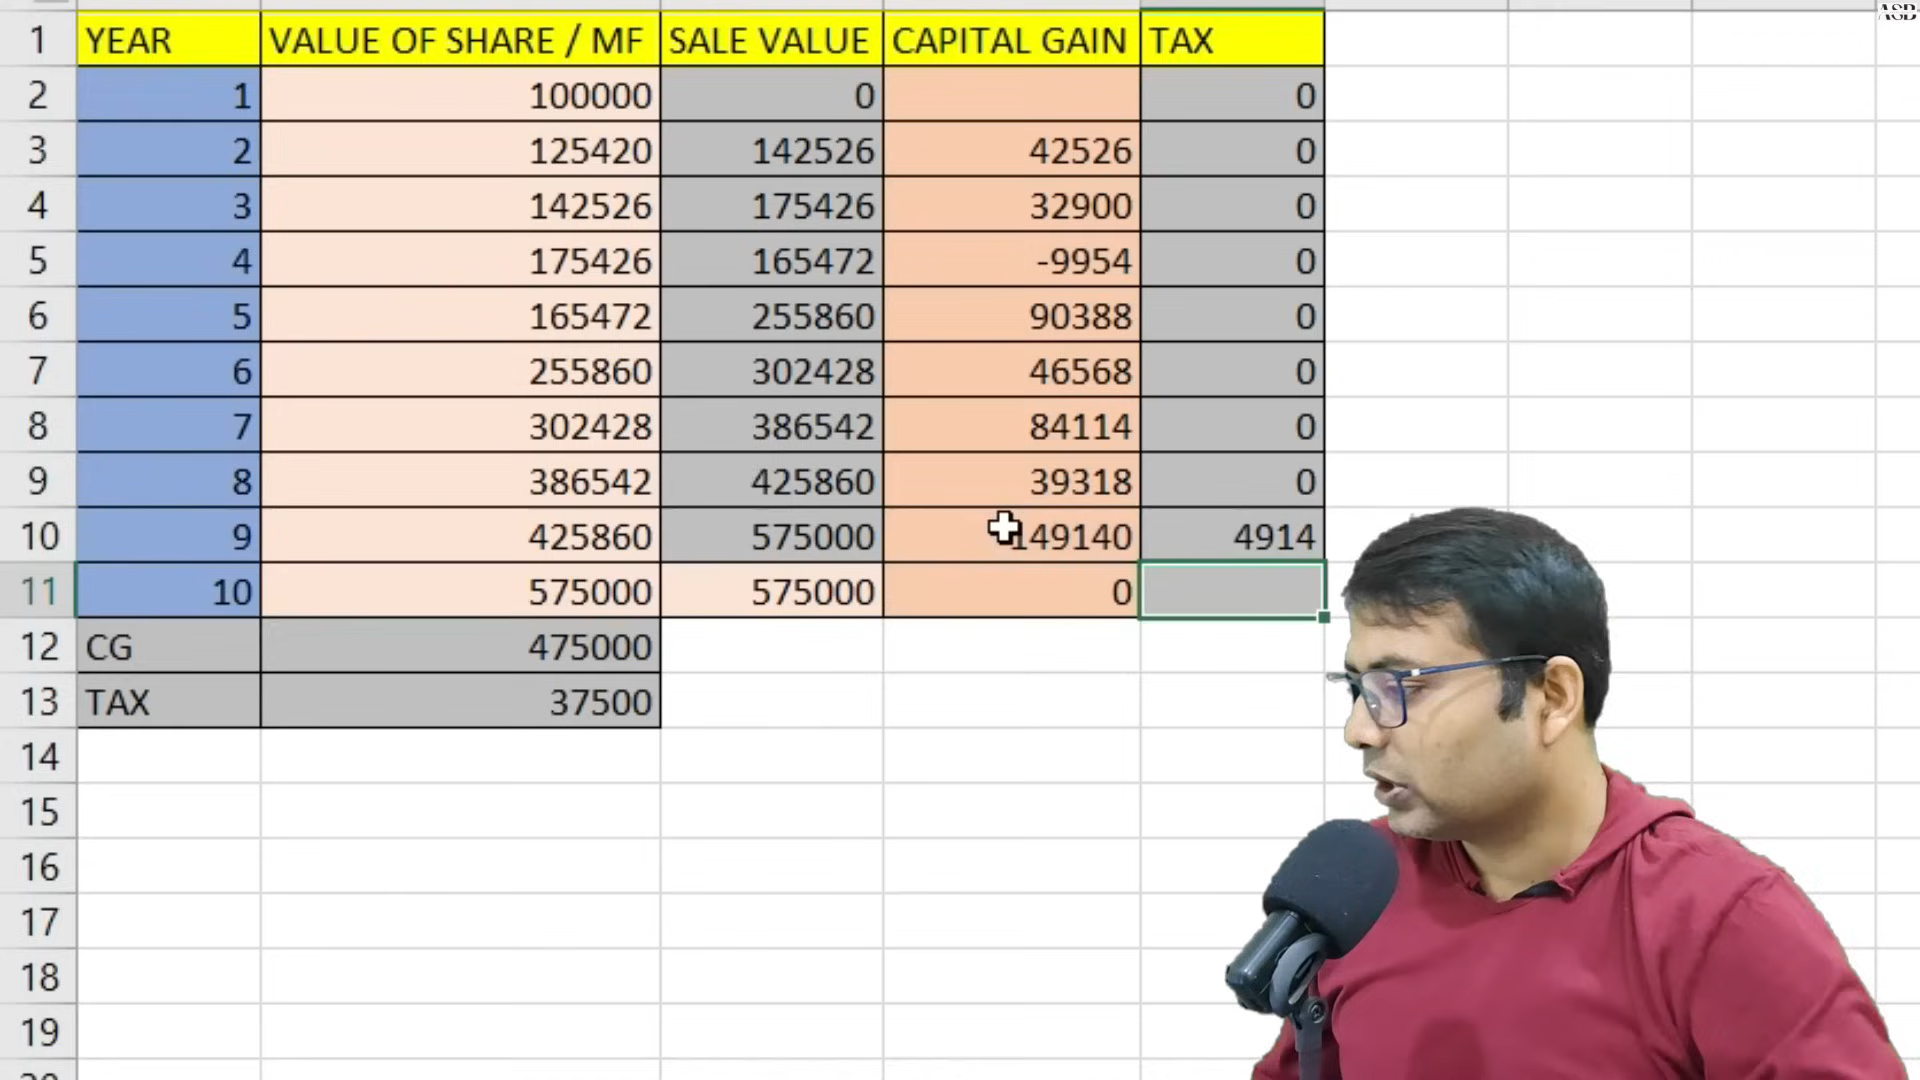 ASB
1 YEAR VALUE OF SHARE / MF SALE VALUE CAPITAL GAIN TAX
2 1 100000 0 0
3 2 125420 142526 42526 0
4 3 142526 175426 32900 0
5 4 175426 165472 -9954 0
6 5 165472 255860 90388 0
7 6 255860 302428 46568 0
8 7 302428 386542 84114 0
9 8 386542 425860 39318 0
10 9 425860 575000 149140 4914
11 10 575000 575000 0
12 CG 475000
13 TAX 37500
14
15
16
17
18
19